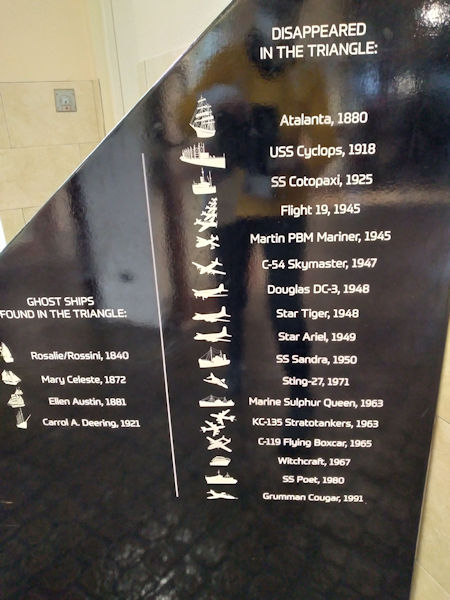 DISAPPEARED
IN THE TRIANGLE:
Atalanta, 1880
USS Cyclops, 1918
SS Cotopaxi, 1925
Flight 19, 1945
Martin PBM Mariner, 1945
C-54 Skymaster, 1947
Douglas DC-3, 1948
Star Tiger, 1948
Star Ariel, 1949
SS Sandra, 1950
Sting-27, 1971
Marine Sulphur Queen, 1963
KC-135 Stratotankers, 1963
C-119 Flying Boxcar, 1965
Witchcraft, 1967
SS Poet, 1980
Grumman Cougar, 1991
GHOST SHIPS
FOUND IN THE TRIANGLE:
Rosalie/Rossini, 1840
Mary Celeste, 1872
Ellen Austin, 1881
Carrol A. Deering, 1921